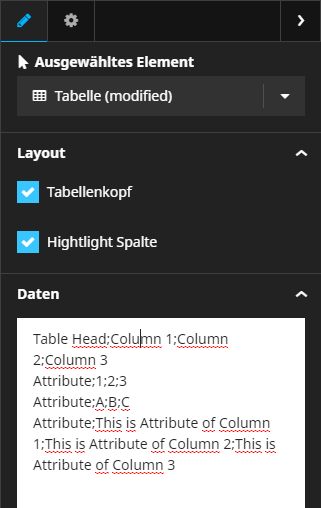 Ausgewähltes Element
Tabelle (modified)
Layout
Tabellenkopf
Hightlight Spalte
Daten
Table Head;Column 1;Column
2;Column 3
Attribute;1;2;3
Attribute;A;B;C
Attribute;This is Attribute of Column
1;This is Attribute of Column 2;This is
Attribute of Column 3